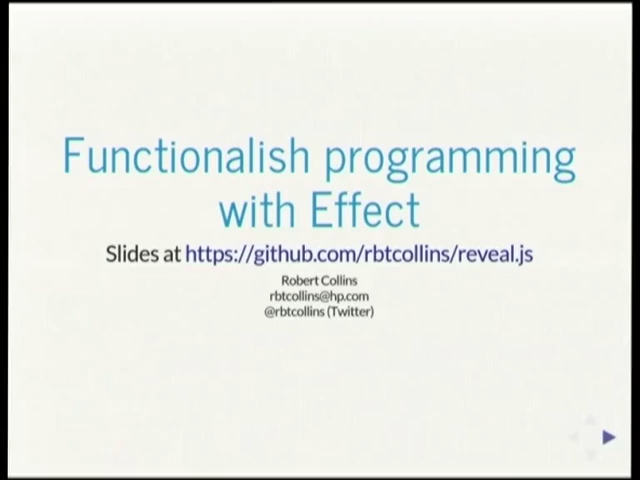 Functionalish programming
with Effect
Slides at https://github.com/rbtcollins/reveal.js
Robert Collins
rbtcollins@hp.com
@rbtcollins (Twitter)